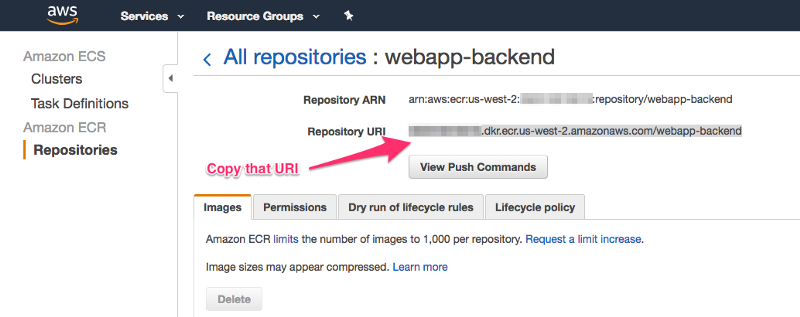 aws Services Resource Groups
Amazon ECS
Clusters
Task Definitions
Amazon ECR
Repositories
All repositories : webapp-backend
Repository ARN arn:aws:ecr:us-west-2: :repository/webapp-backend
Repository URI .dkr.ecr.us-west-2.amazonaws.com/webapp-backend
Copy that URI
View Push Commands
Images Permissions Dry run of lifecycle rules Lifecycle policy
Amazon ECR limits the number of images to 1,000 per repository. Request a limit increase.
Image sizes may appear compressed. Learn more
Delete